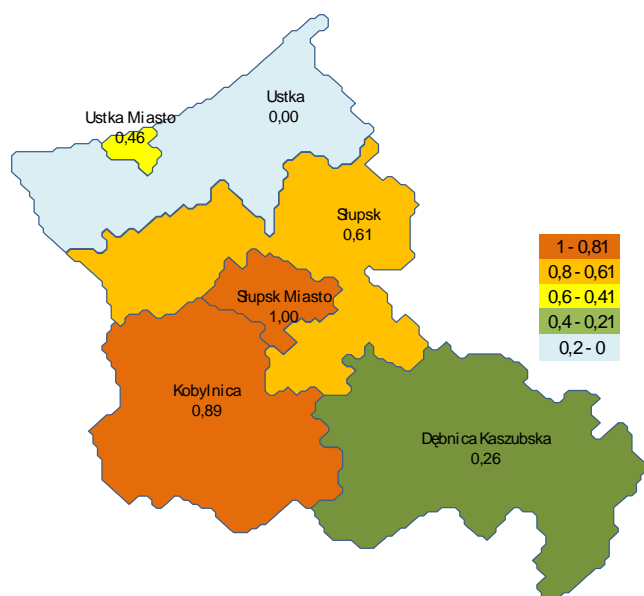 Ustka
0,00
Ustka Miasto
0,46
Słupsk
0,61
1 - 0,81
0,8 - 0,61
0,6 - 0,41
0,4 - 0,21
0,2 - 0
Słupsk Miasto
1,00
Kobylnica
0,89
Dębnica Kaszubska
0,26